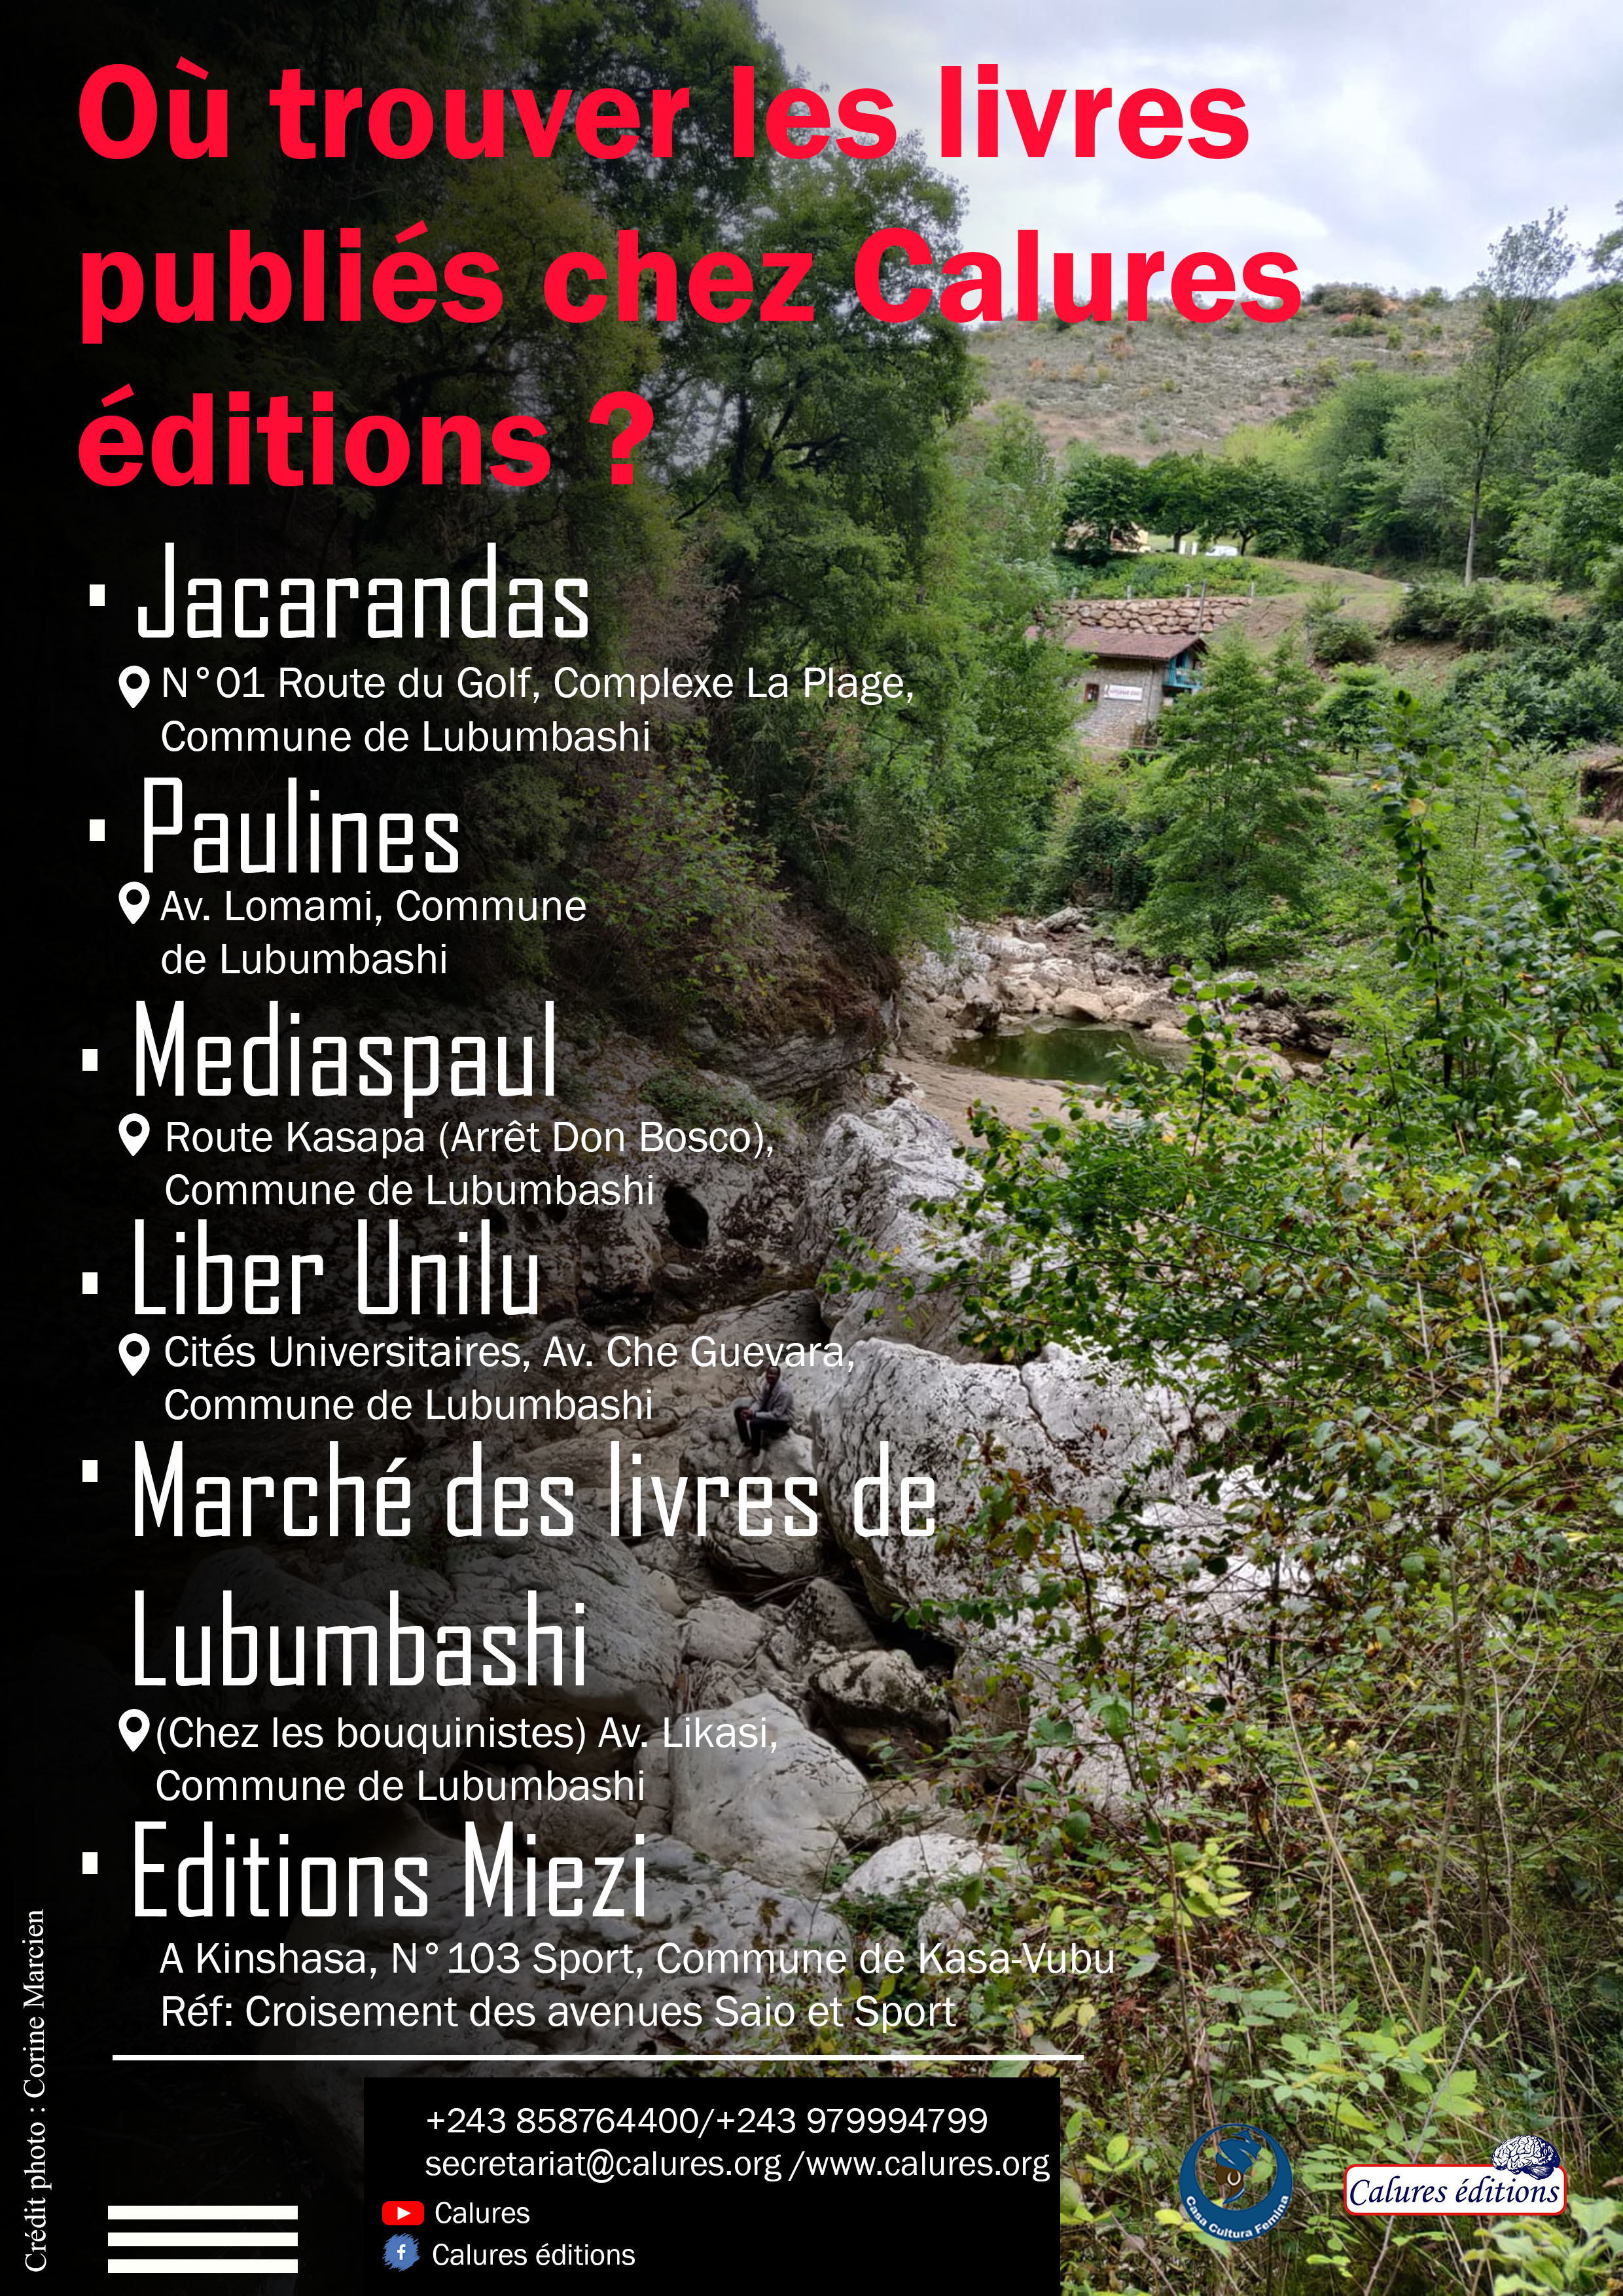 Où trouver les livres
publiés chez Calures
éditions ?
▪ Jacarandas
N°01 Route du Golf, Complexe La Plage,
Commune de Lubumbashi
▪ Paulines
Av. Lomami, Commune
de Lubumbashi
▪ Mediaspaul
Route Kasapa (Arrêt Don Bosco),
Commune de Lubumbashi
▪ Liber Unilu
Cités Universitaires, Av. Che Guevara,
Commune de Lubumbashi
▪ Marché des livres de
Lubumbashi
(Chez les bouquinistes) Av. Likasi,
Commune de Lubumbashi
▪ Editions Miezi
A Kinshasa, N°103 Sport, Commune de Kasa-Vubu
Réf: Croisement des avenues Saio et Sport
+243 858764400/+243 979994799
secretariat@calures.org /www.calures.org
Calures
Calures éditions
Crédit photo : Corine Marcien
Casa Cultura Femina
Calures éditions